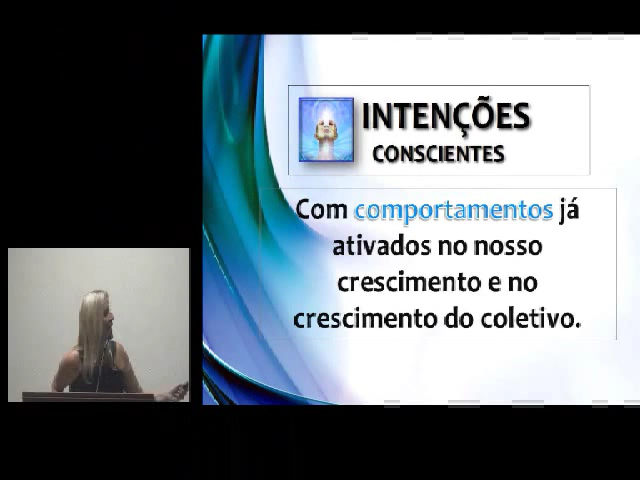 INTENÇÕES
CONSCIENTES
Com comportamentos já
ativados no nosso
crescimento e no
crescimento do coletivo.